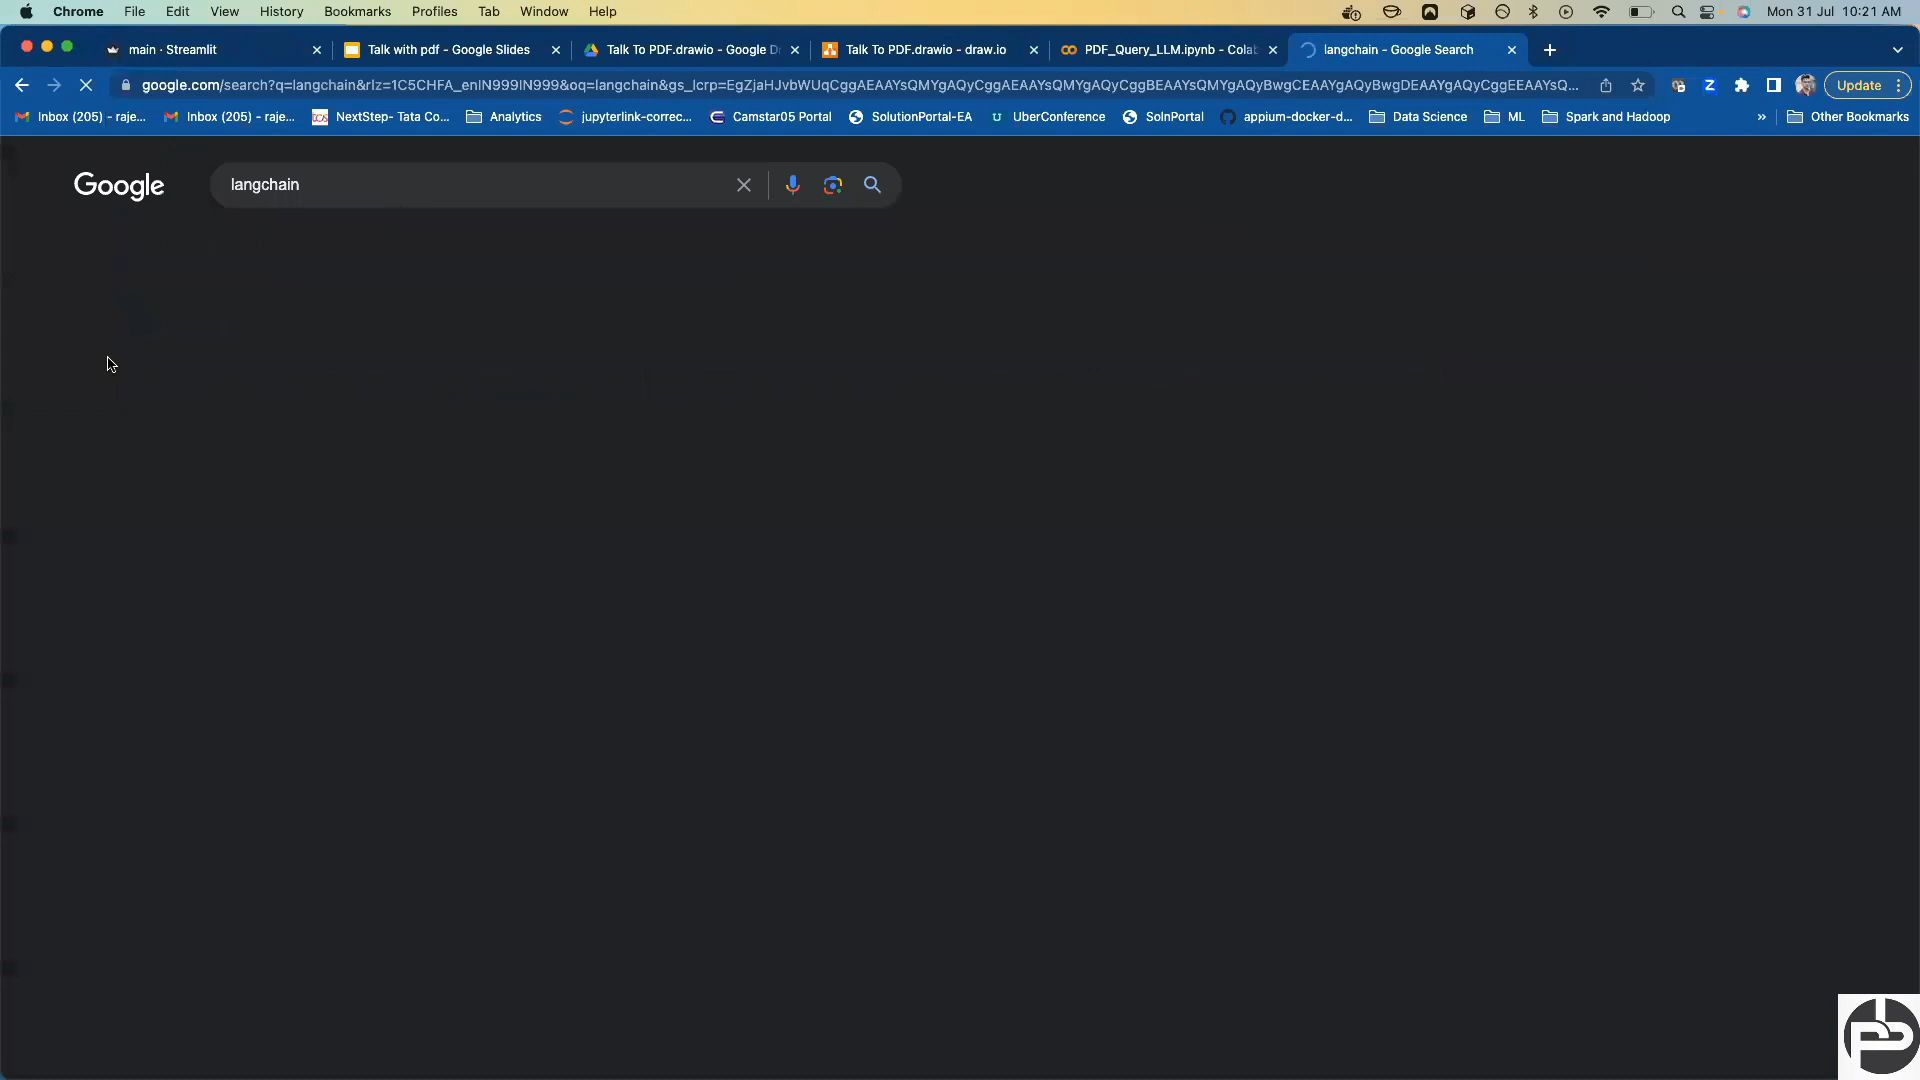 Chrome File Edit View History Bookmarks Profiles Tab Window Help Mon 31 Jul 10:21 AM
main · Streamlit Talk with pdf - Google Slides Talk To PDF.drawio - Google D Talk To PDF.drawio - draw.io PDF_Query_LLM.ipynb - Colab langchain - Google Search
google.com/search?q=langchain&rlz=1C5CHFA_enIN999IN999&oq=langchain&gs_lcrp=EgZjaHJvbWUqCggAEAAYsQMYgAQyCggAEAAYsQMYgAQyCggBEAAYsQMYgAQyBwgCEAAYgAQyBwgDEAAYgAQyCggEEAAYsQ... Update
Inbox (205) - raje... Inbox (205) - raje... tcs NextStep- Tata Co... Analytics jupyterlink-correc... Camstar05 Portal SolutionPortal-EA UberConference SolnPortal appium-docker-d... Data Science ML Spark and Hadoop » Other Bookmarks
Google langchain